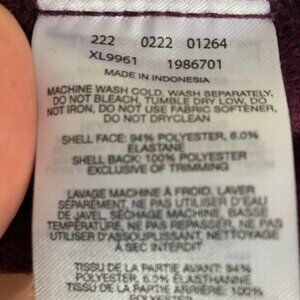 222 0222 01264
XL9961 1986701
MADE IN INDONESIA
MACHINE WASH COLD, WASH SEPARATELY,
DO NOT BLEACH, TUMBLE DRY LOW, DO
NOT IRON, DO NOT USE FABRIC SOFTENER,
DO NOT DRYCLEAN
SHELL FACE: 94% POLYESTER, 6.0%
ELASTANE
SHELL BACK: 100% POLYESTER
EXCLUSIVE OF TRIMMING
LAVAGE MACHINE À FROID, LAVER
SÉPARÉMENT, NE PAS UTILISER D'EAU
DE JAVEL, SÉCHAGE MACHINE, BASSE
TEMPÉRATURE, NE PAS REPASSER, NE PAS
UTILISER D'ASSOUPLISSANT, NETTOYAGE
À SEC INTERDIT
TISSU DE LA PARTIE AVANT: 94%
POLYESTER, 6.0% ÉLASTHANNE
TISSU DE LA PARTIE ARRIÈRE: 100%
POLYESTER